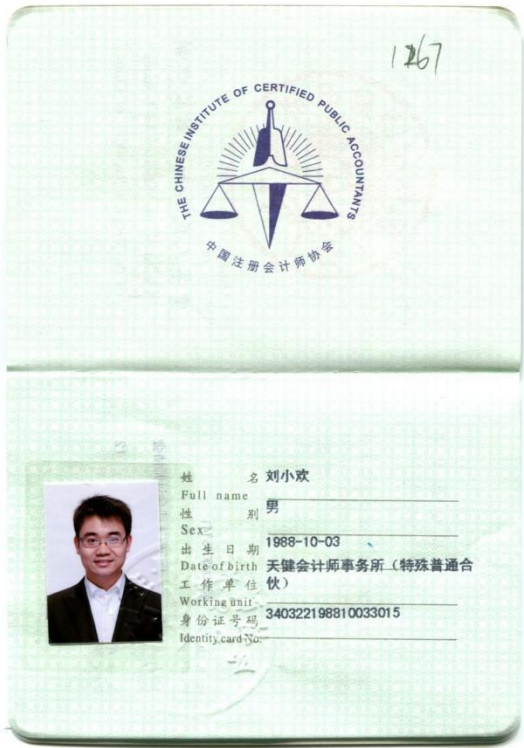 1267
THE CHINESE INSTITUTE OF CERTIFIED PUBLIC ACCOUNTANTS
中国注册会计师协会
姓 名 刘小欢
Full name
性 别 男
Sex
出生日期 1988-10-03
Date of birth
工作单位 天健会计师事务所（特殊普通合
伙）
Working unit
身份证号码 340322198810033015
Identity card No.